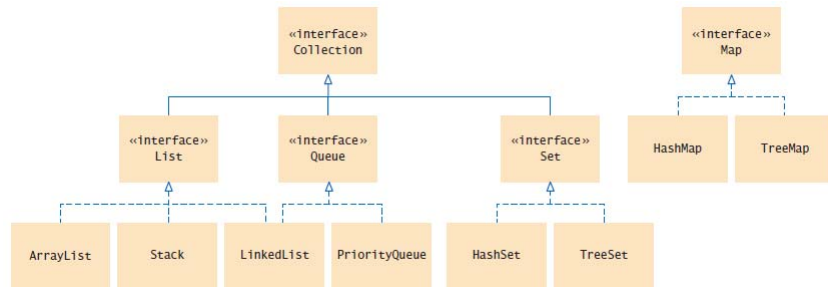 «interface»
Collection
«interface»
Map
«interface»
List
«interface»
Queue
«interface»
Set
HashMap
TreeMap
ArrayList
Stack
LinkedList
PriorityQueue
HashSet
TreeSet